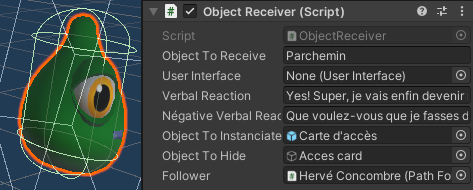 Object Receiver (Script)
Script ObjectReceiver
Object To Receive Parchemin
User Interface None (User Interface)
Verbal Reaction Yes! Super, je vais enfin devenir
Négative Verbal Reac Que voulez-vous que je fasses d
Object To Instanciate Carte d'accès
Object To Hide Acces card
Follower Hervé Concombre (Path Fo